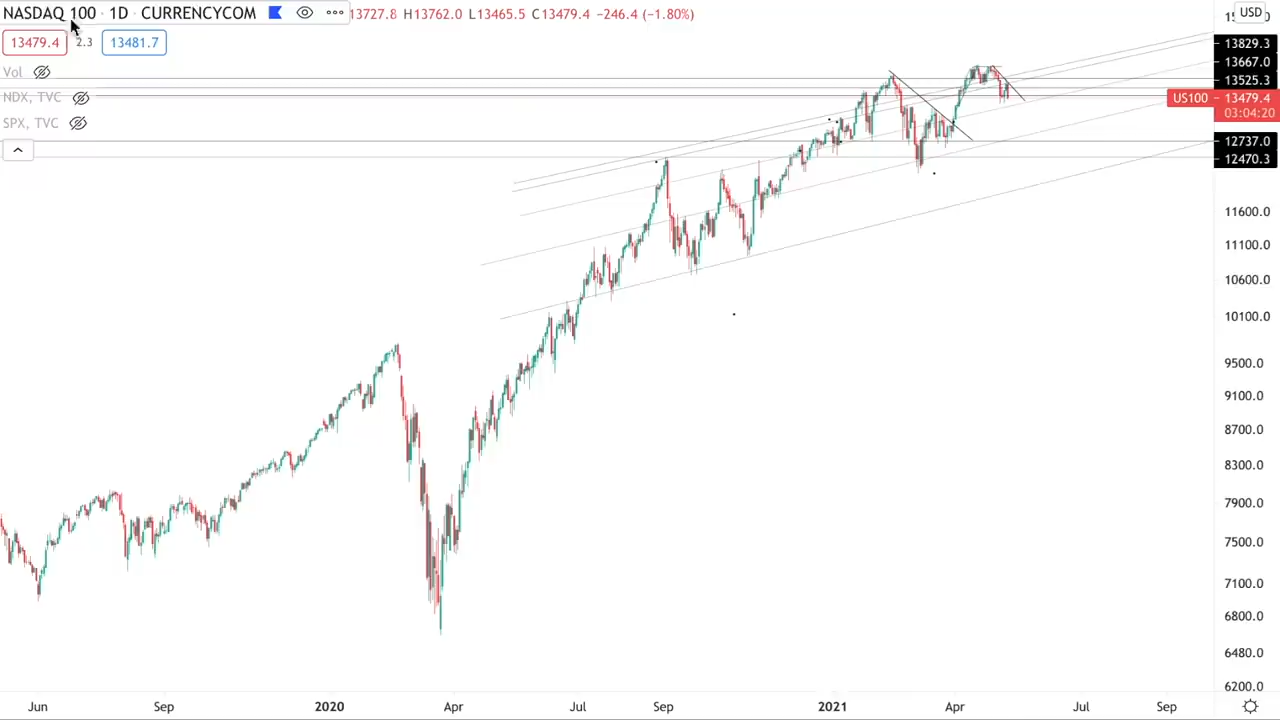 NASDAQ 100 · 1D · CURRENCYCOM ••• 13727.8 H13762.0 L13465.5 C13479.4 −246.4 (−1.80%)
USD
13479.4 2.3 13481.7
13829.3
13667.0
Vol
13525.3
NDX, TVC
US100 13479.4
03:04:20
SPX, TVC
12737.0
12470.3
11600.0
11100.0
10600.0
10100.0
9500.0
9100.0
8700.0
8300.0
7900.0
7500.0
7100.0
6800.0
6480.0
6200.0
Jun Sep 2020 Apr Jul Sep 2021 Apr Jul Sep